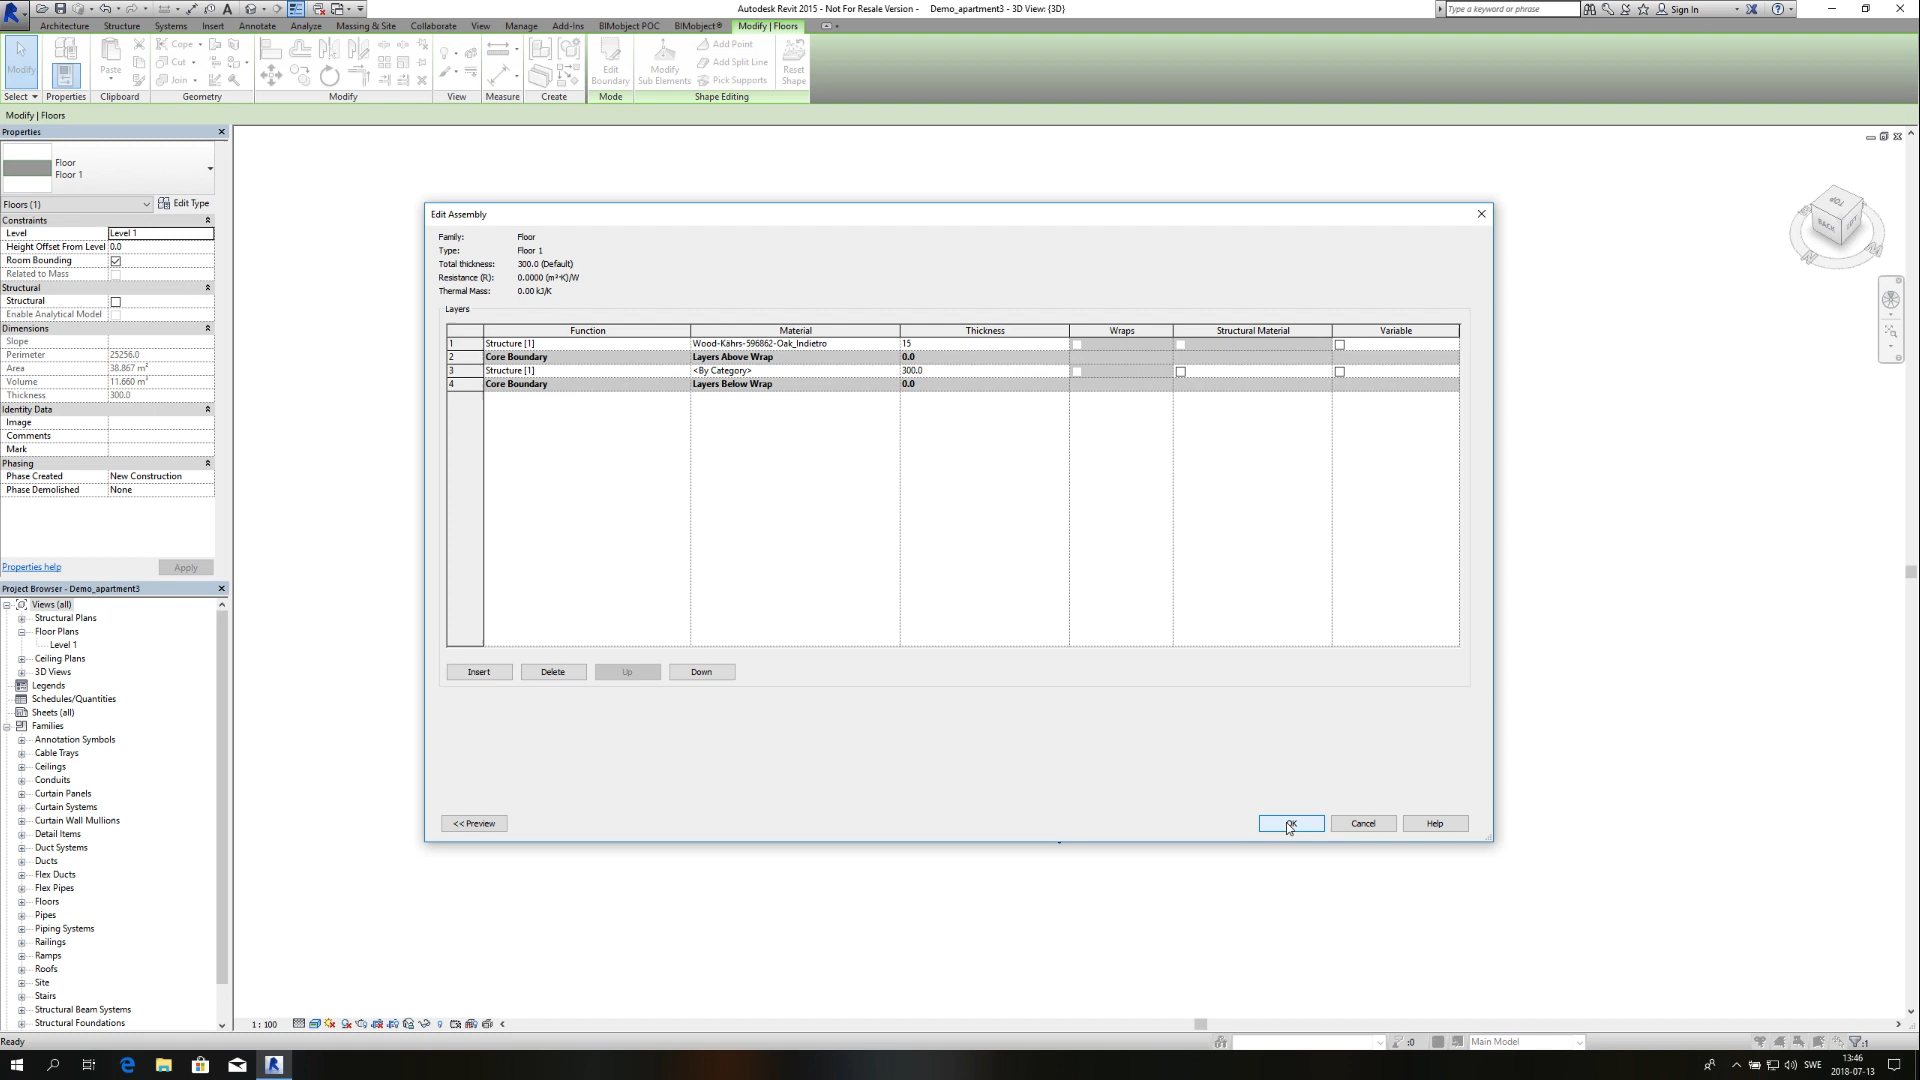 Autodesk Revit 2015 - Not For Resale Version - Demo_apartment3 - 3D View: {3D}
Type a keyword or phrase
Sign In
Architecture Structure Systems Insert Annotate Analyze Massing & Site Collaborate View Manage Add-Ins BIMobject POC BIMobject® Modify | Floors
Modify
Paste
Cope
Cut
Join
Edit Boundary
Modify Sub Elements
Add Point
Add Split Line
Pick Supports
Reset Shape
Select Properties Clipboard Geometry Modify View Measure Create Mode Shape Editing
Modify | Floors
Properties
Floor
Floor 1
Floors (1)
Edit Type
Constraints
Level Level 1
Height Offset From Level 0.0
Room Bounding
Related to Mass
Structural
Structural
Enable Analytical Model
Dimensions
Slope
Perimeter 25256.0
Area 38.867 m²
Volume 11.660 m³
Thickness 300.0
Identity Data
Image
Comments
Mark
Phasing
Phase Created New Construction
Phase Demolished None
Properties help
Apply
Project Browser - Demo_apartment3
Views (all)
Structural Plans
Floor Plans
Level 1
Ceiling Plans
3D Views
Legends
Schedules/Quantities
Sheets (all)
Families
Annotation Symbols
Cable Trays
Ceilings
Conduits
Curtain Panels
Curtain Systems
Curtain Wall Mullions
Detail Items
Duct Systems
Ducts
Flex Ducts
Flex Pipes
Floors
Pipes
Piping Systems
Railings
Ramps
Roofs
Site
Stairs
Structural Beam Systems
Structural Foundations
Edit Assembly
Family: Floor
Type: Floor 1
Total thickness: 300.0 (Default)
Resistance (R): 0.0000 (m²·K)/W
Thermal Mass: 0.00 kJ/K
Layers
Function Material Thickness Wraps Structural Material Variable
1 Structure [1] Wood-Kährs-596862-Oak_Indietro 15
2 Core Boundary Layers Above Wrap 0.0
3 Structure [1] <By Category> 300.0
4 Core Boundary Layers Below Wrap 0.0
Insert Delete Up Down
<< Preview
OK
Cancel
Help
TOP
BACK
1 : 100
Ready
:0
Main Model
:1
SWE
13:46
2018-07-13